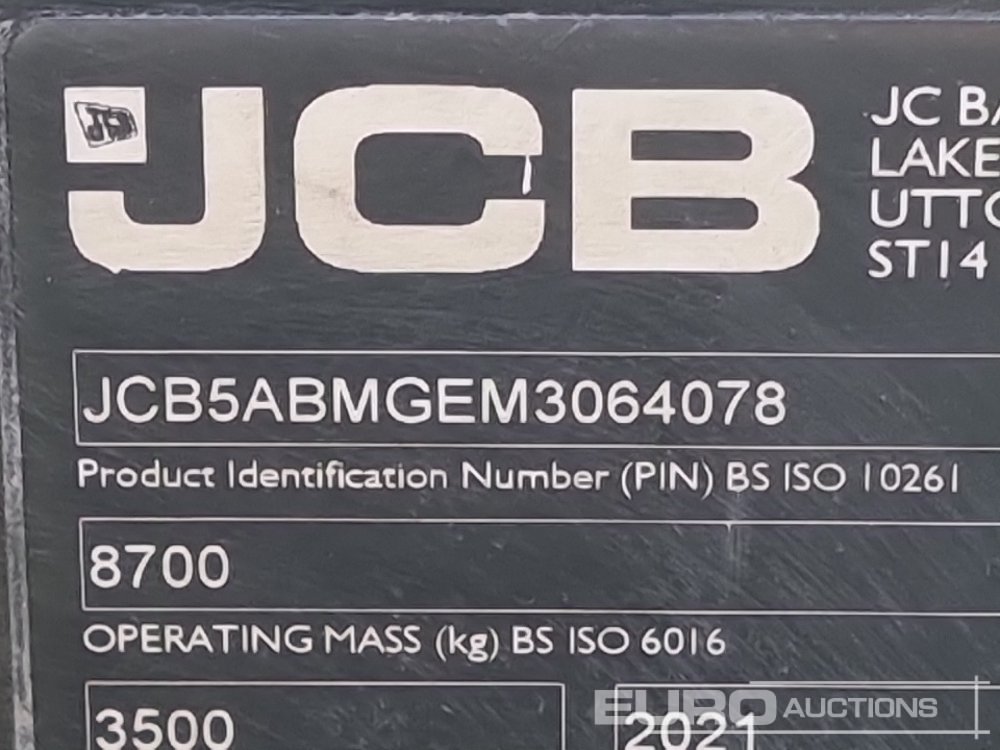 JCB
JC BA
LAKE
UTTO
ST14
JCB5ABMGEM3064078
Product Identification Number (PIN) BS ISO 10261
8700
OPERATING MASS (kg) BS ISO 6016
3500
2021
EURO AUCTIONS